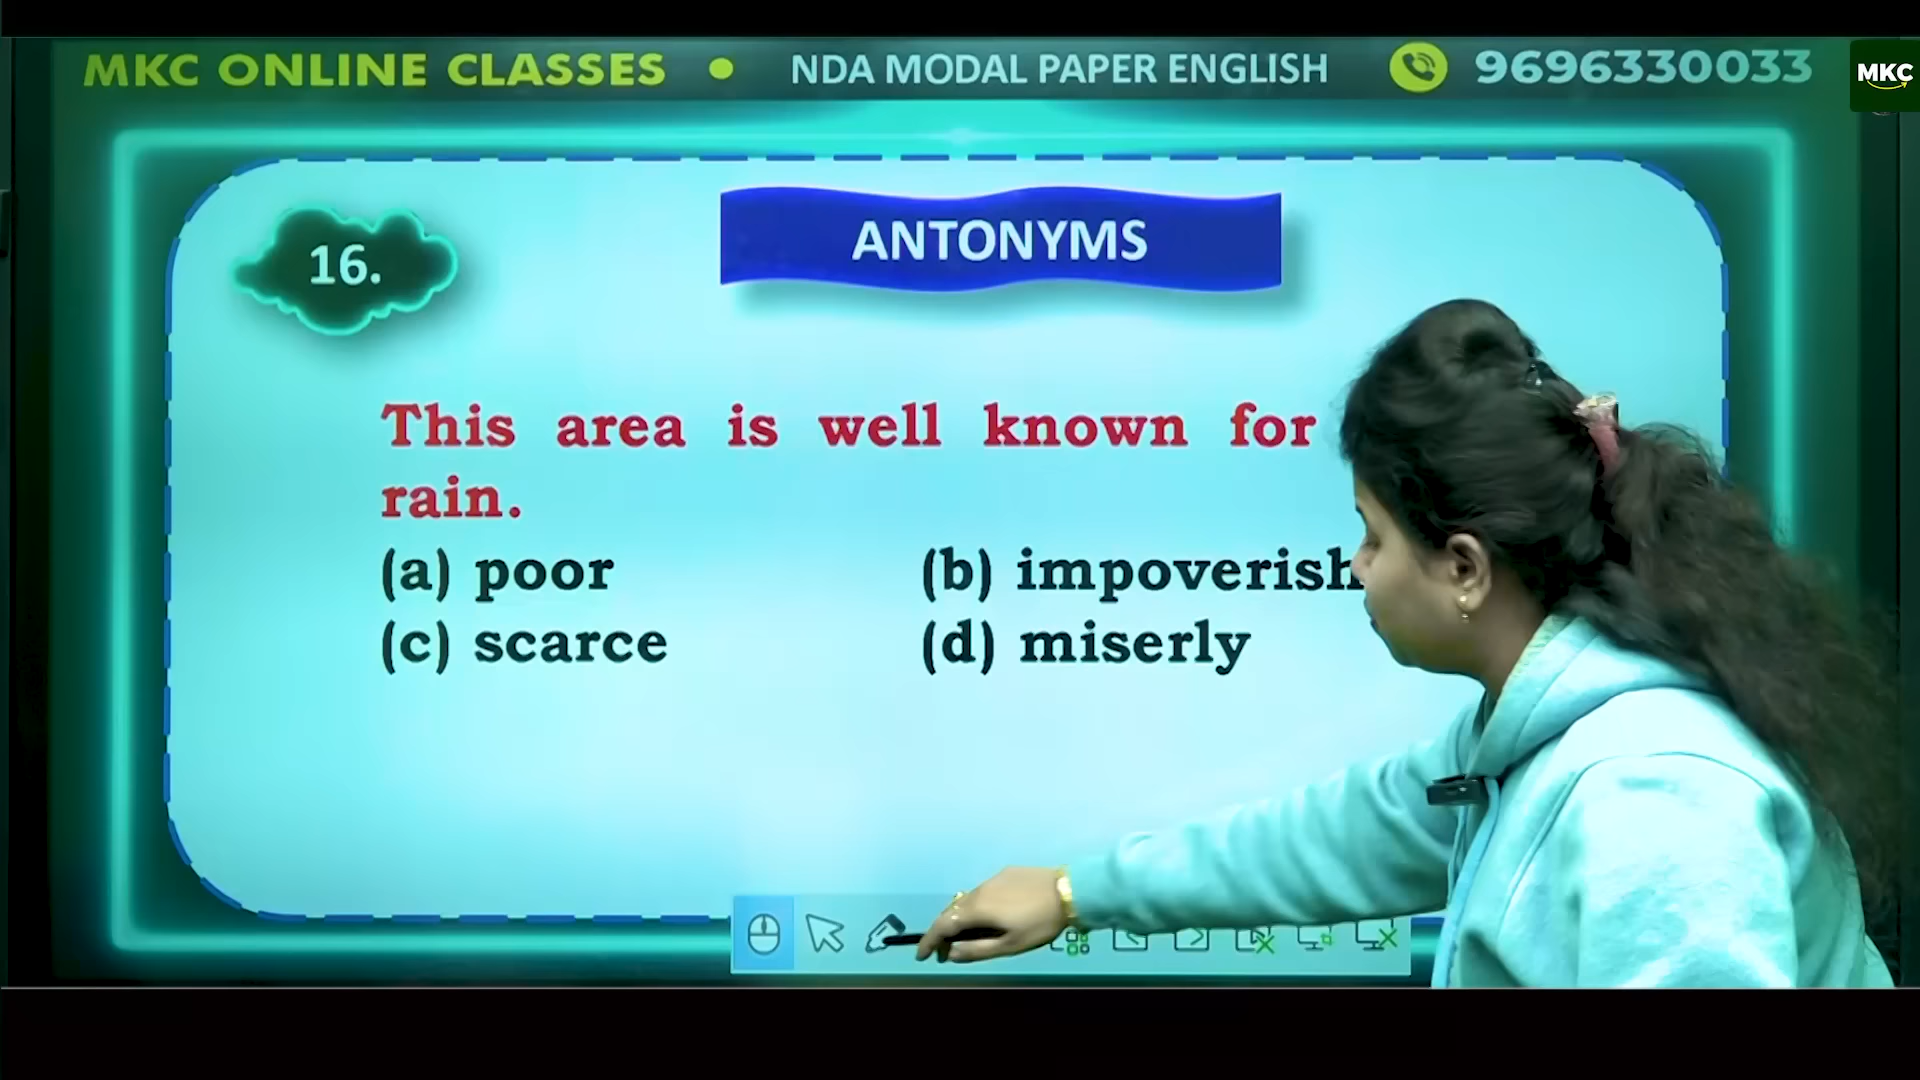 MKC ONLINE CLASSES ● NDA MODAL PAPER ENGLISH 9696330033
MKC
ANTONYMS
16.
This area is well known for
rain.
(a) poor (b) impoverish
(c) scarce (d) miserly